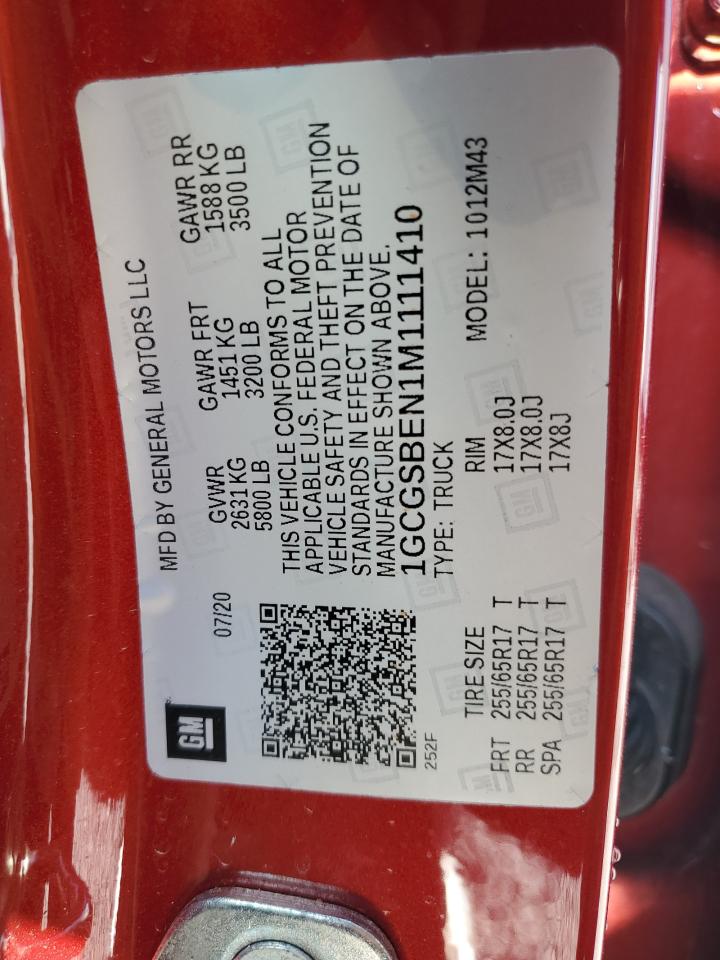 GM
MFD BY GENERAL MOTORS LLC
07/20
GVWR GAWR FRT GAWR RR
2631KG 1451 KG 1588 KG
5800 LB 3200 LB 3500 LB
THIS VEHICLE CONFORMS TO ALL
APPLICABLE U.S. FEDERAL MOTOR
VEHICLE SAFETY AND THEFT PREVENTION
STANDARDS IN EFFECT ON THE DATE OF
MANUFACTURE SHOWN ABOVE.
1GCGSBEN1M1111410
252F
TYPE: TRUCK MODEL: 1012M43
TIRE SIZE RIM
FRT 255/65R17 T 17X8.0J
RR 255/65R17 T 17X8.0J
SPA 255/65R17 T 17X8J